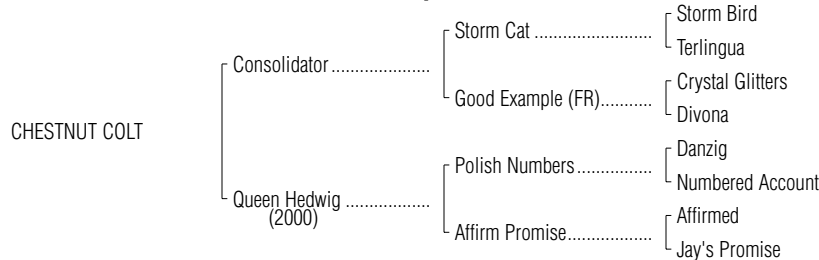 Storm Bird
Storm Cat ........................
Terlingua
Consolidator .....................
Crystal Glitters
Good Example (FR)...........
Divona
CHESTNUT COLT
Danzig
Polish Numbers ................
Numbered Account
Queen Hedwig ..................
(2000)
Affirmed
Affirm Promise..................
Jay's Promise